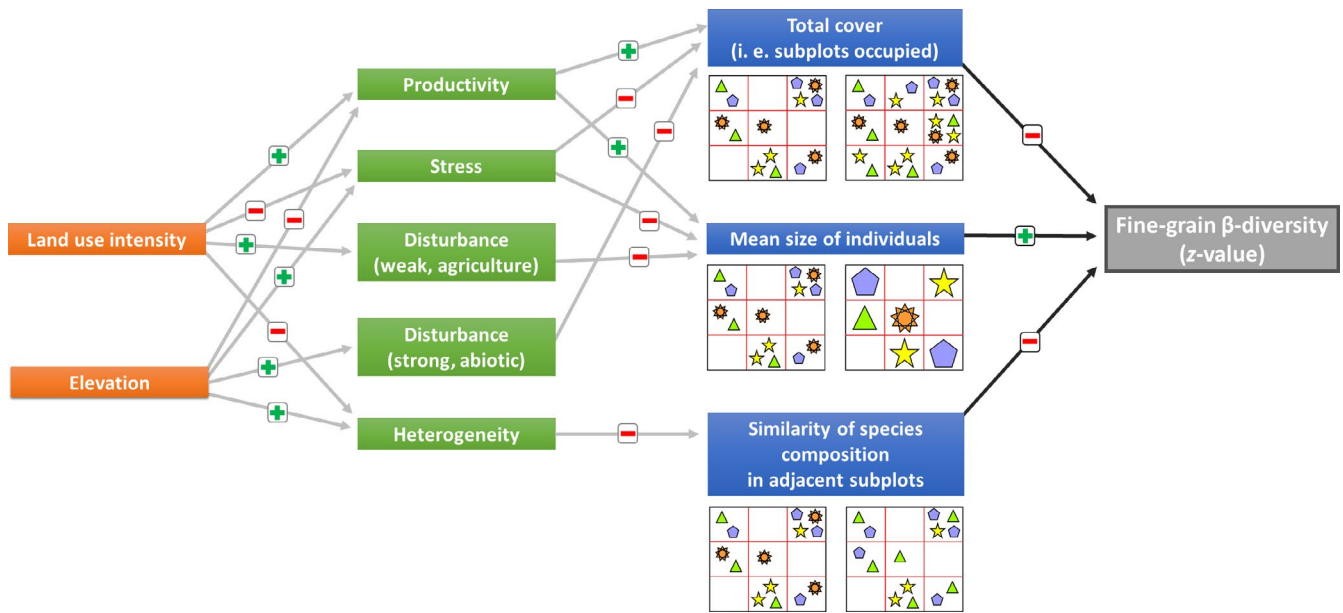 Land use intensity
Elevation
Productivity
Stress
Disturbance
(weak, agriculture)
Disturbance
(strong, abiotic)
Heterogeneity
Total cover
(i. e. subplots occupied)
Mean size of individuals
Similarity of species
composition
in adjacent subplots
Fine-grain β-diversity
(z-value)